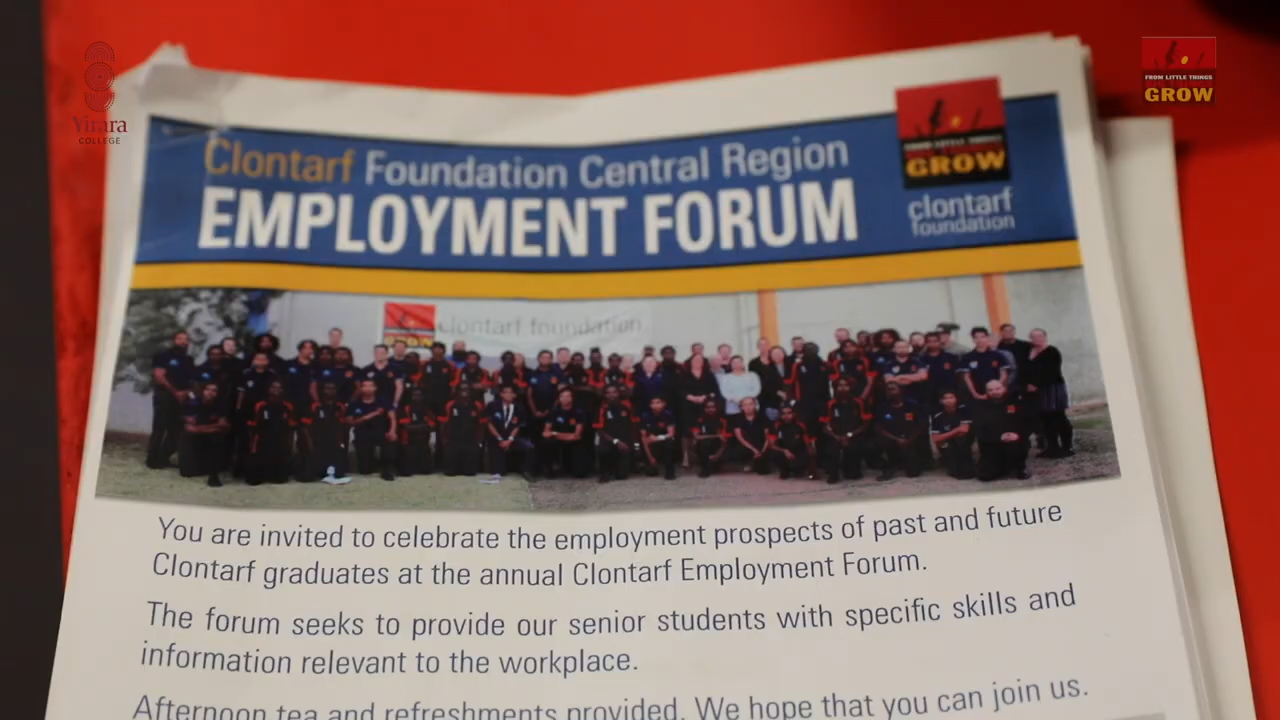 Yirara
COLLEGE
FROM LITTLE THINGS
GROW
Clontarf Foundation Central Region
EMPLOYMENT FORUM
FROM LITTLE THINGS
GROW
clontarf
foundation
clontarf foundation
You are invited to celebrate the employment prospects of past and future
Clontarf graduates at the annual Clontarf Employment Forum.
The forum seeks to provide our senior students with specific skills and
information relevant to the workplace.
Afternoon tea and refreshments provided. We hope that you can join us.